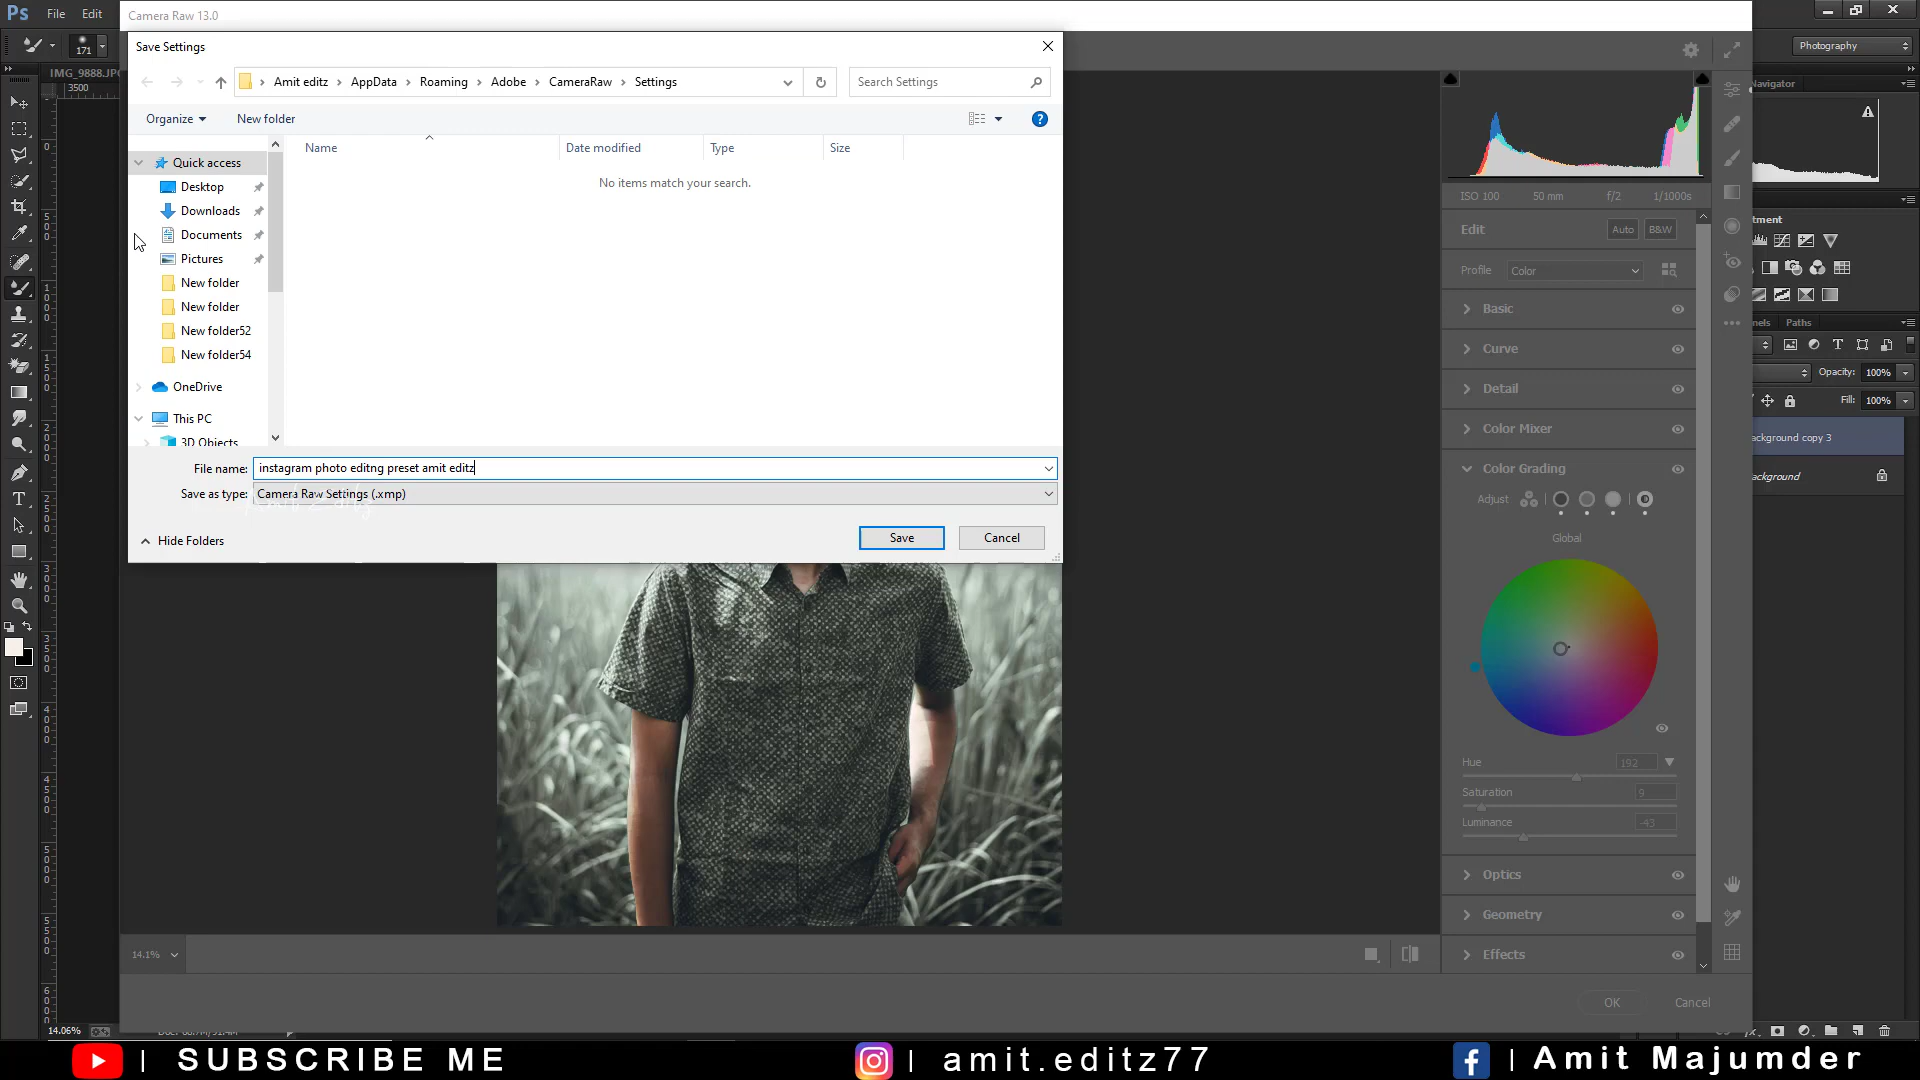 Ps File Edit
Camera Raw 13.0
171
Photography
IMG_9888.JPG
3500
Save Settings
Amit editz > AppData > Roaming > Adobe > CameraRaw > Settings
Search Settings
Organize
New folder
Name
Date modified
Type
Size
No items match your search.
Quick access
Desktop
Downloads
Documents
Pictures
New folder
New folder
New folder52
New folder54
OneDrive
This PC
3D Objects
File name: instagram photo editng preset amit editz
Save as type: Camera Raw Settings (.xmp)
Hide Folders
Save
Cancel
Navigator
ISO 100 50 mm f/2 1/1000s
Edit
Auto
B&W
Profile Color
Basic
Curve
Detail
Color Mixer
Color Grading
Adjust
Global
Hue 192
Saturation 9
Luminance -43
Optics
Geometry
Effects
Paths
Opacity: 100%
Fill: 100%
ackground copy 3
ackground
14.1%
OK
Cancel
14.06%
| SUBSCRIBE ME
| amit.editz77
| Amit Majumder